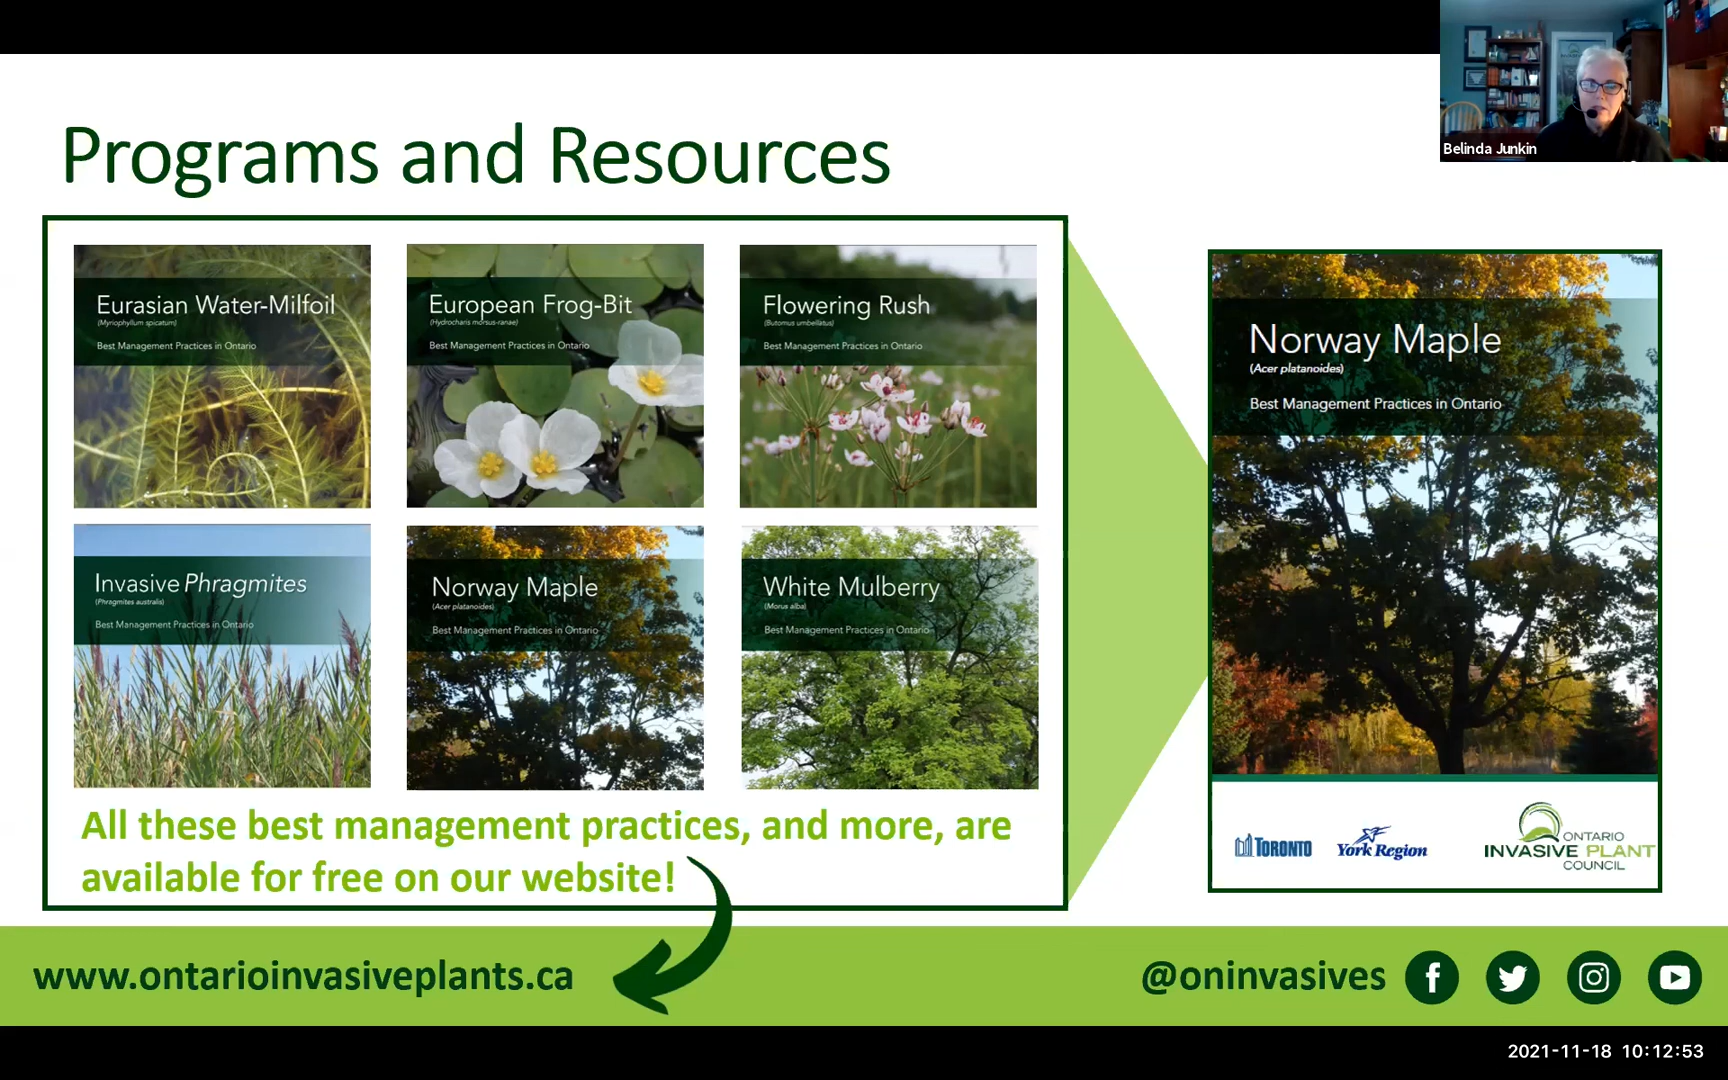 Belinda Junkin
Programs and Resources
Eurasian Water-Milfoil
(Myriophyllum spicatum)
Best Management Practices in Ontario
European Frog-Bit
(Hydrocharis morsus-ranae)
Best Management Practices in Ontario
Flowering Rush
(Butomus umbellatus)
Best Management Practices in Ontario
Invasive Phragmites
(Phragmites australis)
Best Management Practices in Ontario
Norway Maple
(Acer platanoides)
Best Management Practices in Ontario
White Mulberry
(Morus alba)
Best Management Practices in Ontario
All these best management practices, and more, are
available for free on our website!
Norway Maple
(Acer platanoides)
Best Management Practices in Ontario
TORONTO
York Region
ONTARIO
INVASIVE PLANT
COUNCIL
www.ontarioinvasiveplants.ca
@oninvasives
2021-11-18 10:12:53